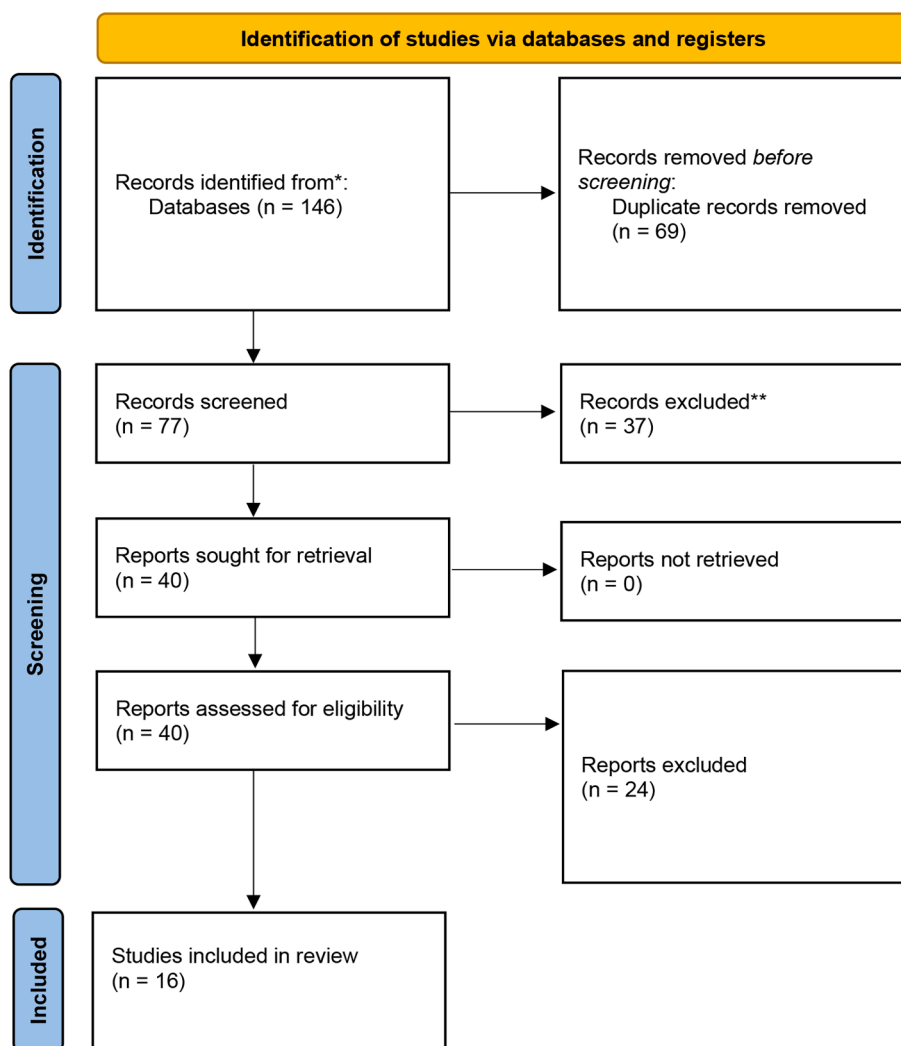 Identification of studies via databases and registers
Identification
Records identified from*:
Databases (n = 146)
Records removed before
screening:
Duplicate records removed
(n = 69)
Screening
Records screened
(n = 77)
Records excluded**
(n = 37)
Reports sought for retrieval
(n = 40)
Reports not retrieved
(n = 0)
Reports assessed for eligibility
(n = 40)
Reports excluded
(n = 24)
Included
Studies included in review
(n = 16)